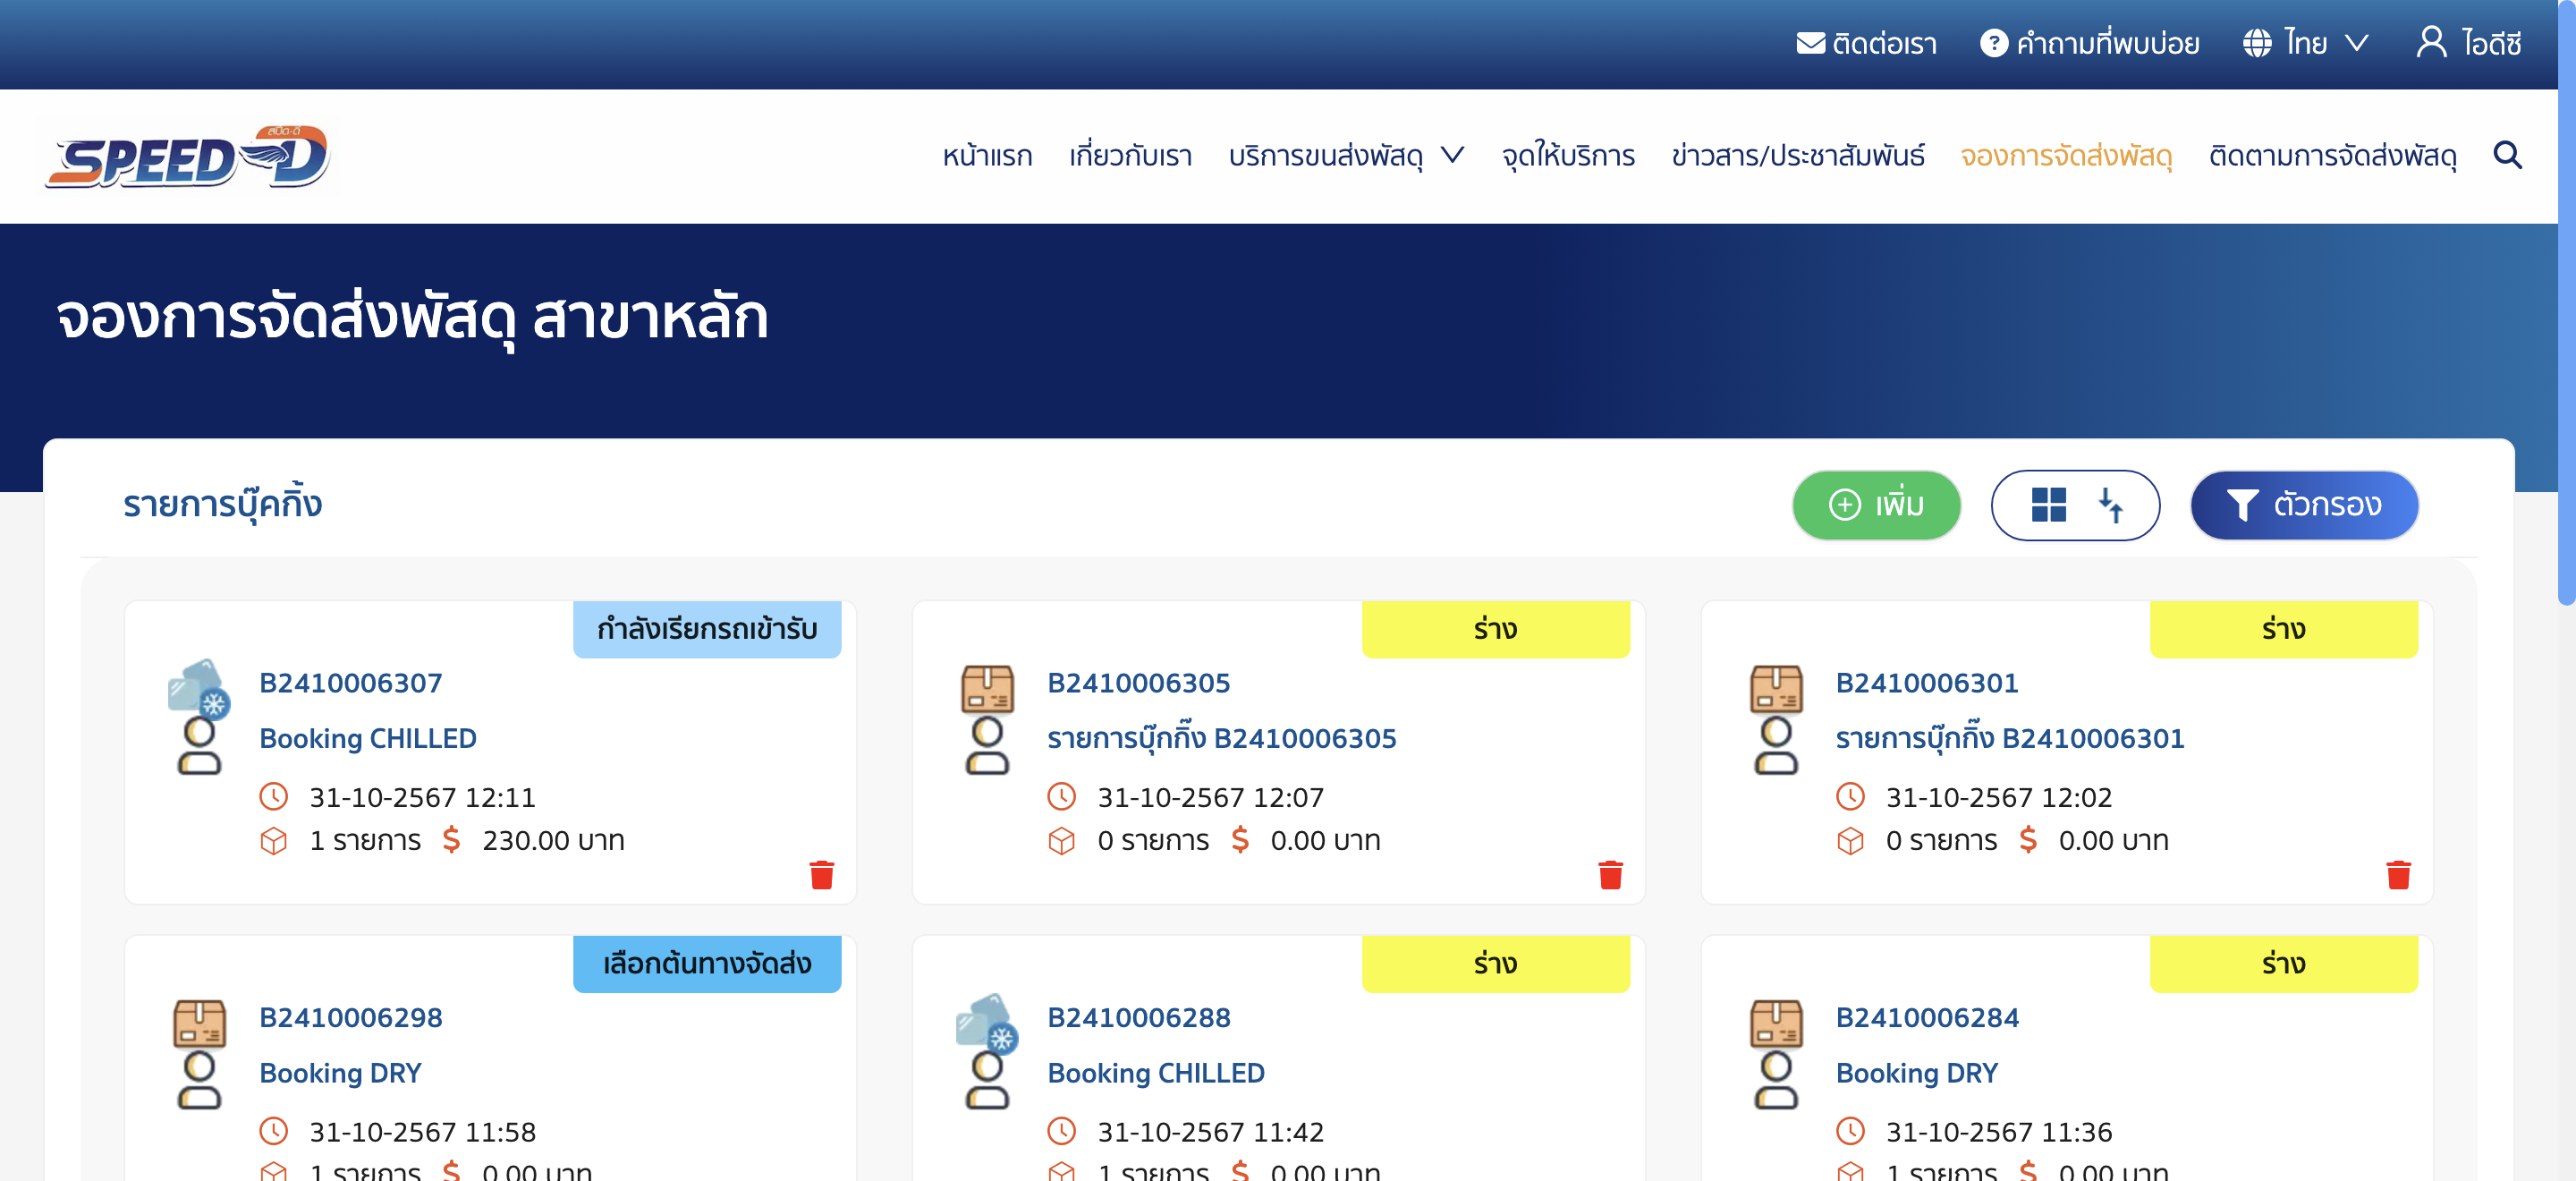 ติดต่อเรา คำถามที่พบบ่อย ไทย ไอดีซี
สปีด-ดี
SPEED-D
หน้าแรก เกี่ยวกับเรา บริการขนส่งพัสดุ จุดให้บริการ ข่าวสาร/ประชาสัมพันธ์ จองการจัดส่งพัสดุ ติดตามการจัดส่งพัสดุ
จองการจัดส่งพัสดุ สาขาหลัก
รายการบุ๊คกิ้ง
เพิ่ม
ตัวกรอง
กำลังเรียกรถเข้ารับ
B2410006307
Booking CHILLED
31-10-2567 12:11
1 รายการ $ 230.00 บาท
ร่าง
B2410006305
รายการบุ๊กกิ๊ง B2410006305
31-10-2567 12:07
0 รายการ $ 0.00 บาท
ร่าง
B2410006301
รายการบุ๊กกิ๊ง B2410006301
31-10-2567 12:02
0 รายการ $ 0.00 บาท
เลือกต้นทางจัดส่ง
B2410006298
Booking DRY
31-10-2567 11:58
1 รายการ $ 0.00 บาท
ร่าง
B2410006288
Booking CHILLED
31-10-2567 11:42
1 รายการ $ 0.00 บาท
ร่าง
B2410006284
Booking DRY
31-10-2567 11:36
1 รายการ $ 0.00 บาท